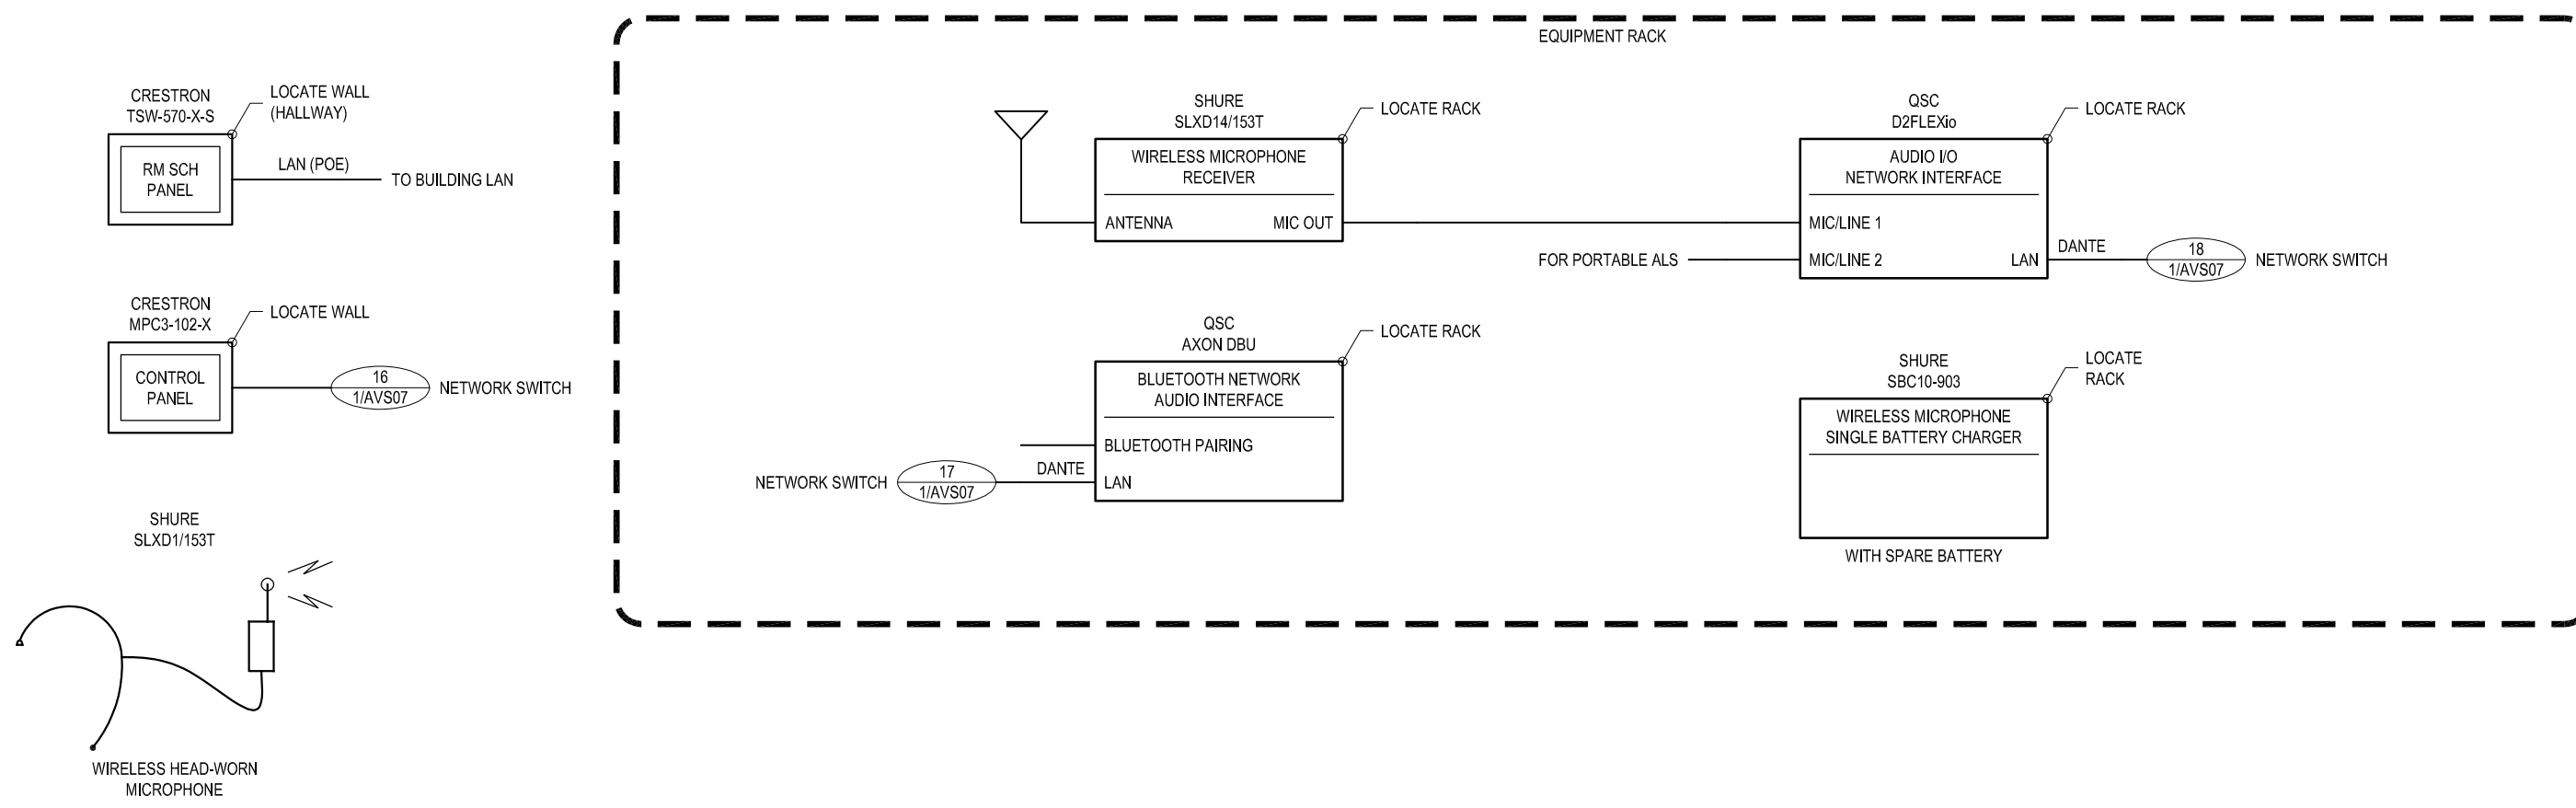 EQUIPMENT RACK
CRESTRON
TSW-570-X-S
LOCATE WALL
(HALLWAY)
RM SCH
PANEL
LAN (POE)
TO BUILDING LAN
CRESTRON
MPC3-102-X
LOCATE WALL
CONTROL
PANEL
16
1/AVS07
NETWORK SWITCH
SHURE
SLXD1/153T
WIRELESS HEAD-WORN
MICROPHONE
SHURE
SLXD14/153T
LOCATE RACK
WIRELESS MICROPHONE
RECEIVER
ANTENNA
MIC OUT
QSC
D2FLEXio
LOCATE RACK
AUDIO I/O
NETWORK INTERFACE
MIC/LINE 1
FOR PORTABLE ALS
MIC/LINE 2
LAN
DANTE
18
1/AVS07
NETWORK SWITCH
QSC
AXON DBU
LOCATE RACK
BLUETOOTH NETWORK
AUDIO INTERFACE
BLUETOOTH PAIRING
NETWORK SWITCH
17
1/AVS07
DANTE
LAN
SHURE
SBC10-903
LOCATE
RACK
WIRELESS MICROPHONE
SINGLE BATTERY CHARGER
WITH SPARE BATTERY